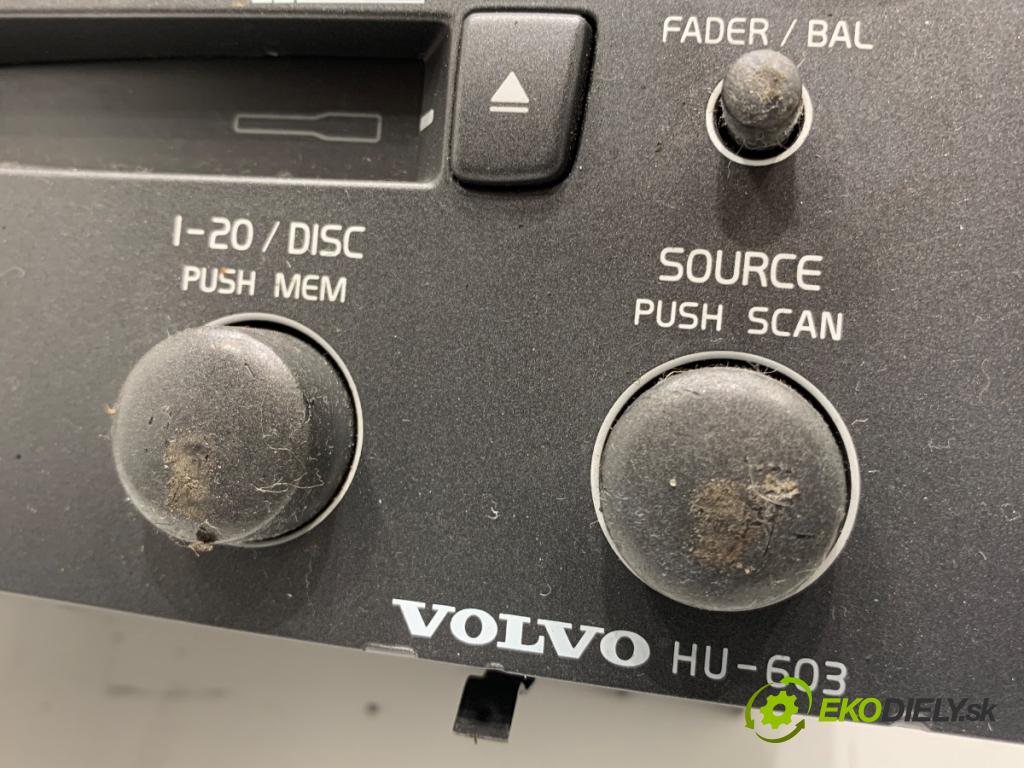 FADER / BAL
1-20 / DISC
PUSH MEM
SOURCE
PUSH SCAN
VOLVO HU-603
EKODIELY.sk